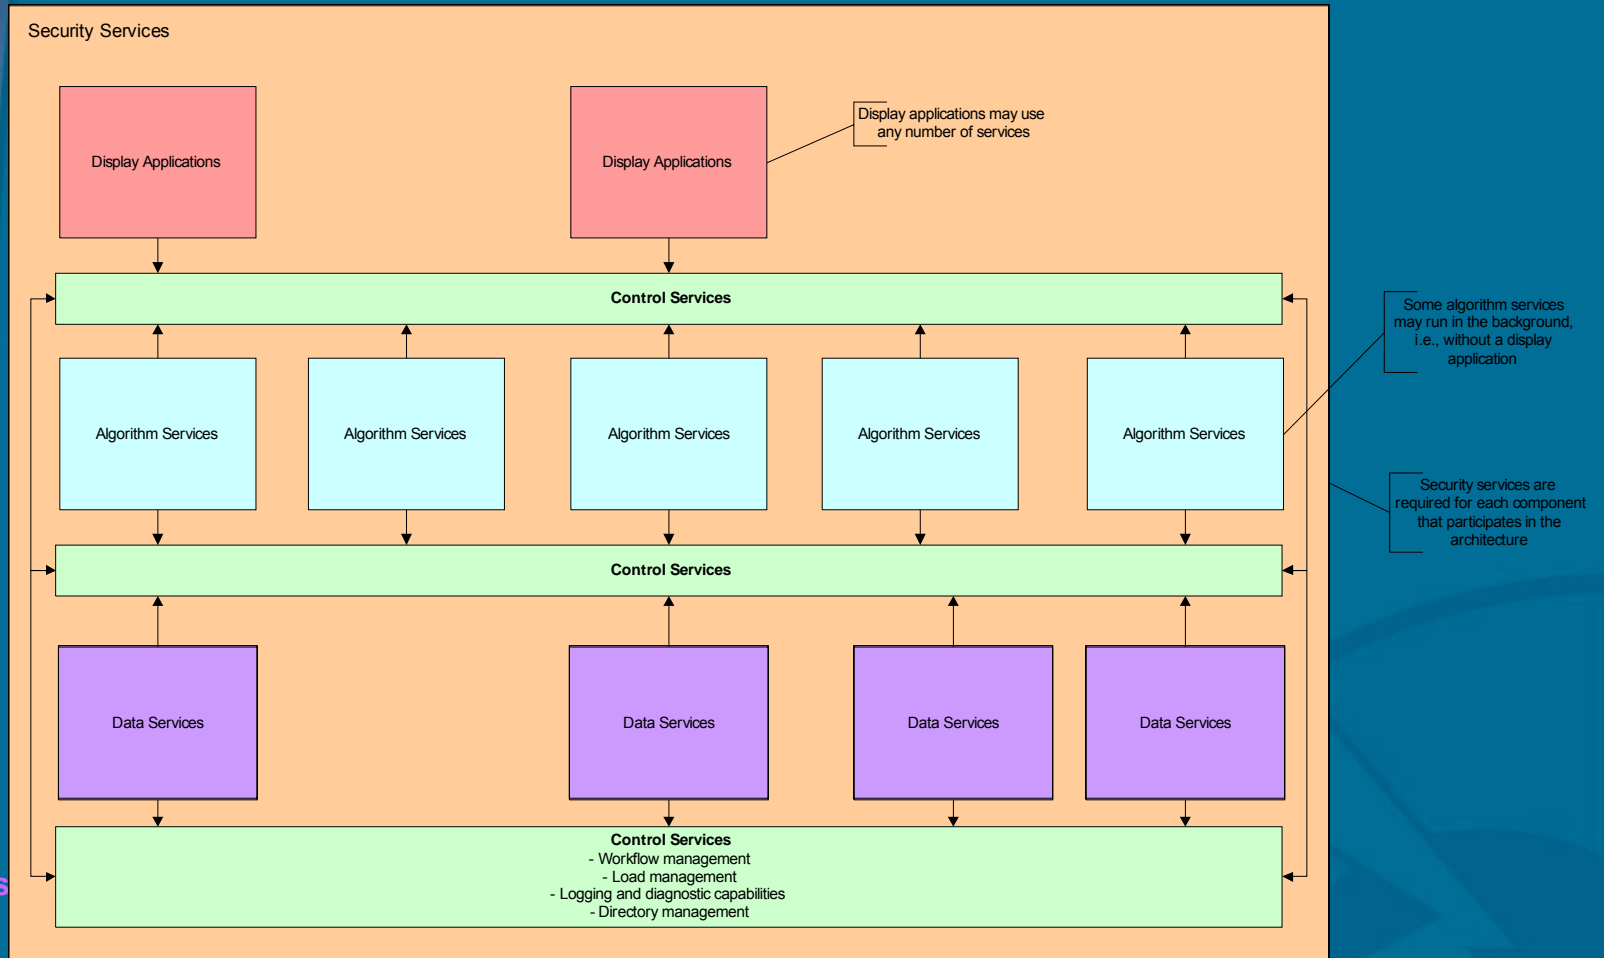 Security Services
Display Applications
Display Applications
Display applications may use
any number of services
Control Services
Some algorithm services
may run in the background,
i.e., without a display
application
Algorithm Services
Algorithm Services
Algorithm Services
Algorithm Services
Algorithm Services
Security services are
required for each component
that participates in the
architecture
Control Services
Data Services
Data Services
Data Services
Data Services
Control Services
- Workflow management
- Load management
- Logging and diagnostic capabilities
- Directory management
s